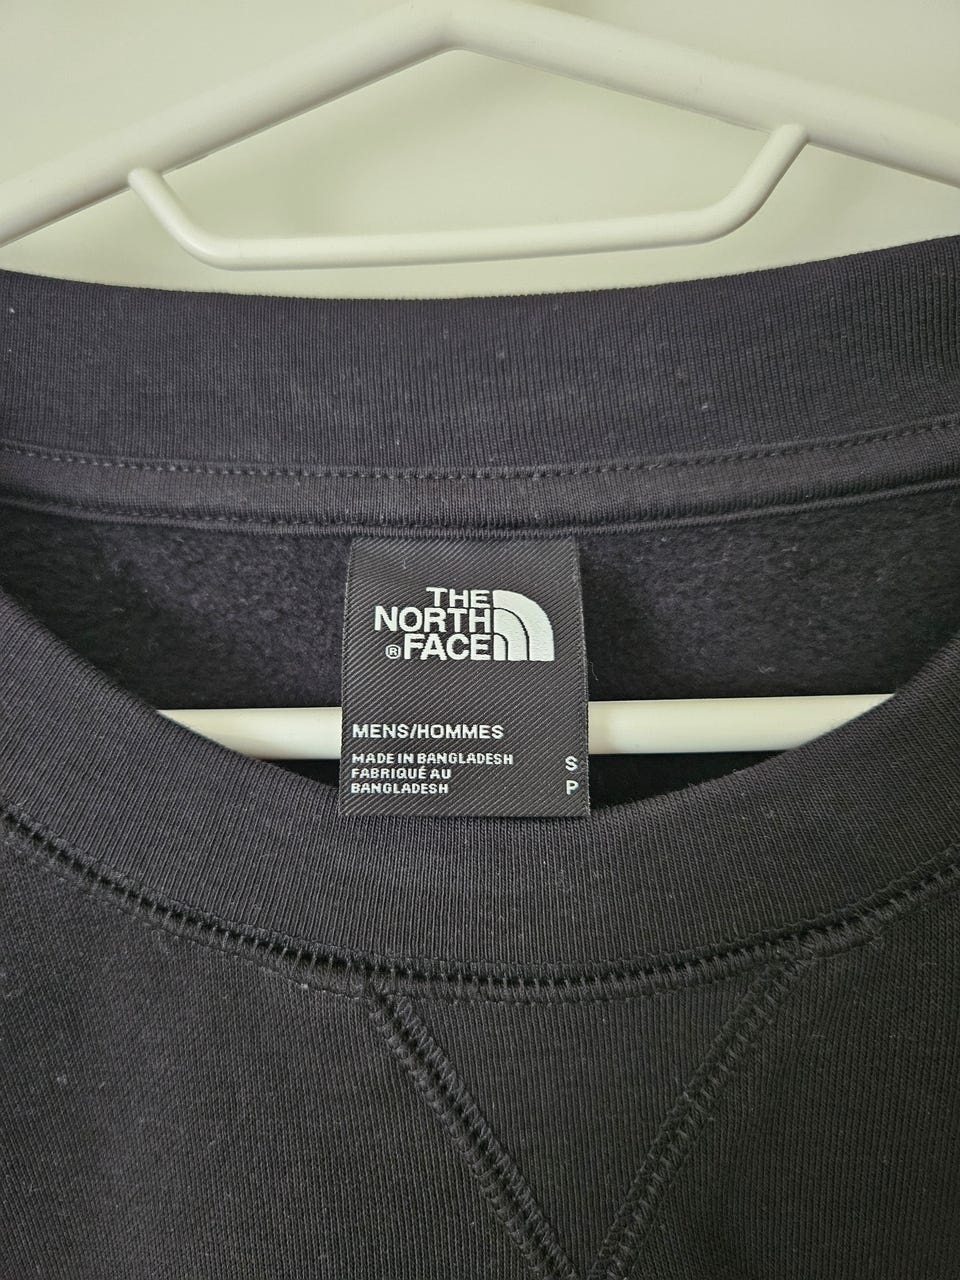 THE
NORTH
® FACE
MENS/HOMMES
MADE IN BANGLADESH S
FABRIQUÉ AU
BANGLADESH P